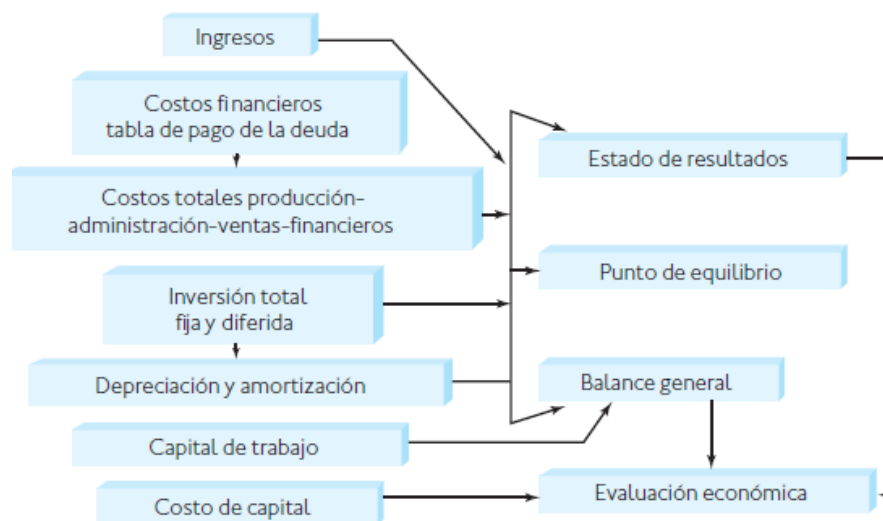 Ingresos
Costos financieros
tabla de pago de la deuda
Costos totales producción-
administración-ventas-financieros
Inversión total
fija y diferida
Depreciación y amortización
Capital de trabajo
Costo de capital
Estado de resultados
Punto de equilibrio
Balance general
Evaluación económica